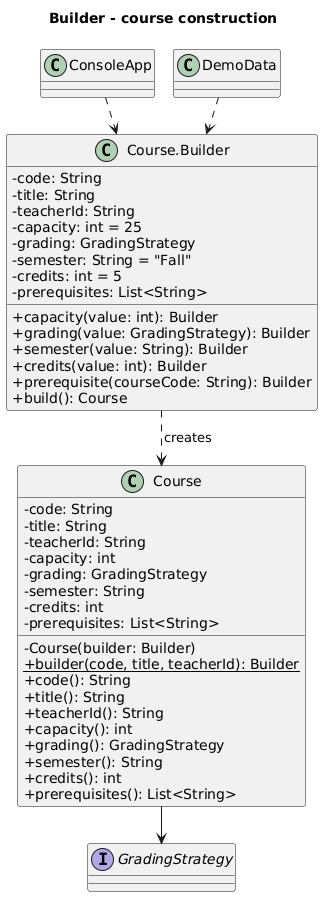 Builder - course construction
C ConsoleApp
C DemoData
C Course.Builder
-code: String
-title: String
-teacherId: String
-capacity: int = 25
-grading: GradingStrategy
-semester: String = "Fall"
-credits: int = 5
-prerequisites: List<String>
+capacity(value: int): Builder
+grading(value: GradingStrategy): Builder
+semester(value: String): Builder
+credits(value: int): Builder
+prerequisite(courseCode: String): Builder
+build(): Course
creates
C Course
-code: String
-title: String
-teacherId: String
-capacity: int
-grading: GradingStrategy
-semester: String
-credits: int
-prerequisites: List<String>
-Course(builder: Builder)
+builder(code, title, teacherId): Builder
+code(): String
+title(): String
+teacherId(): String
+capacity(): int
+grading(): GradingStrategy
+semester(): String
+credits(): int
+prerequisites(): List<String>
I GradingStrategy